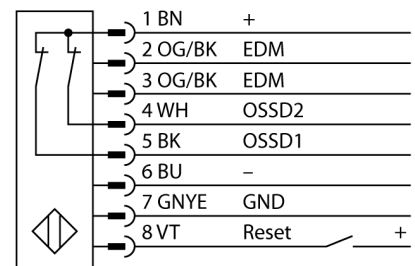 1 BN +
2 OG/BK EDM
3 OG/BK EDM
4 WH OSSD2
5 BK OSSD1
6 BU –
7 GNYE GND
8 VT Reset +